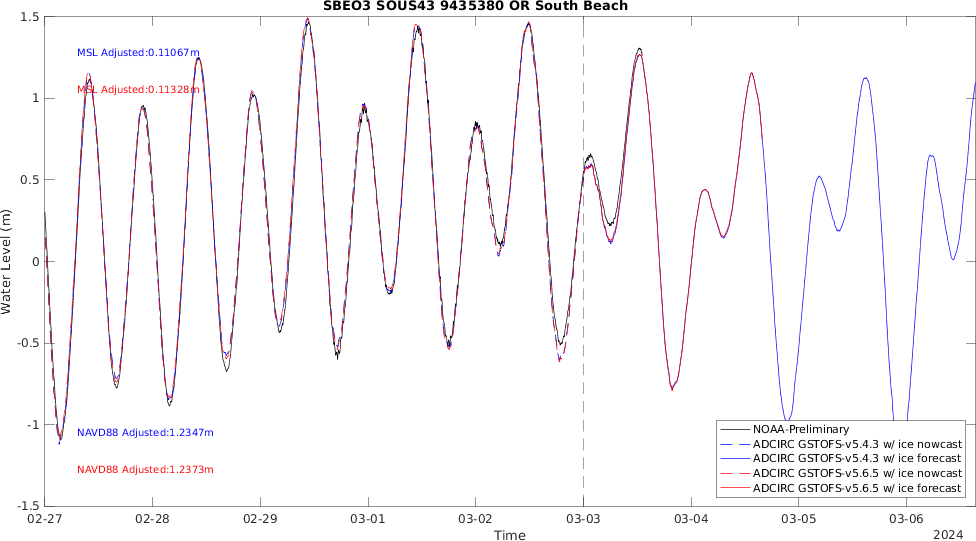 SBEO3 SOUS43 9435380 OR South Beach
1.5
1
0.5
0
-0.5
-1
-1.5
Water Level (m)
MSL Adjusted:0.11067m
MSL Adjusted:0.11328m
NAVD88 Adjusted:1.2347m
NAVD88 Adjusted:1.2373m
NOAA-Preliminary
ADCIRC GSTOFS-v5.4.3 w/ ice nowcast
ADCIRC GSTOFS-v5.4.3 w/ ice forecast
ADCIRC GSTOFS-v5.6.5 w/ ice nowcast
ADCIRC GSTOFS-v5.6.5 w/ ice forecast
02-27 02-28 02-29 03-01 03-02 03-03 03-04 03-05 03-06
Time
2024